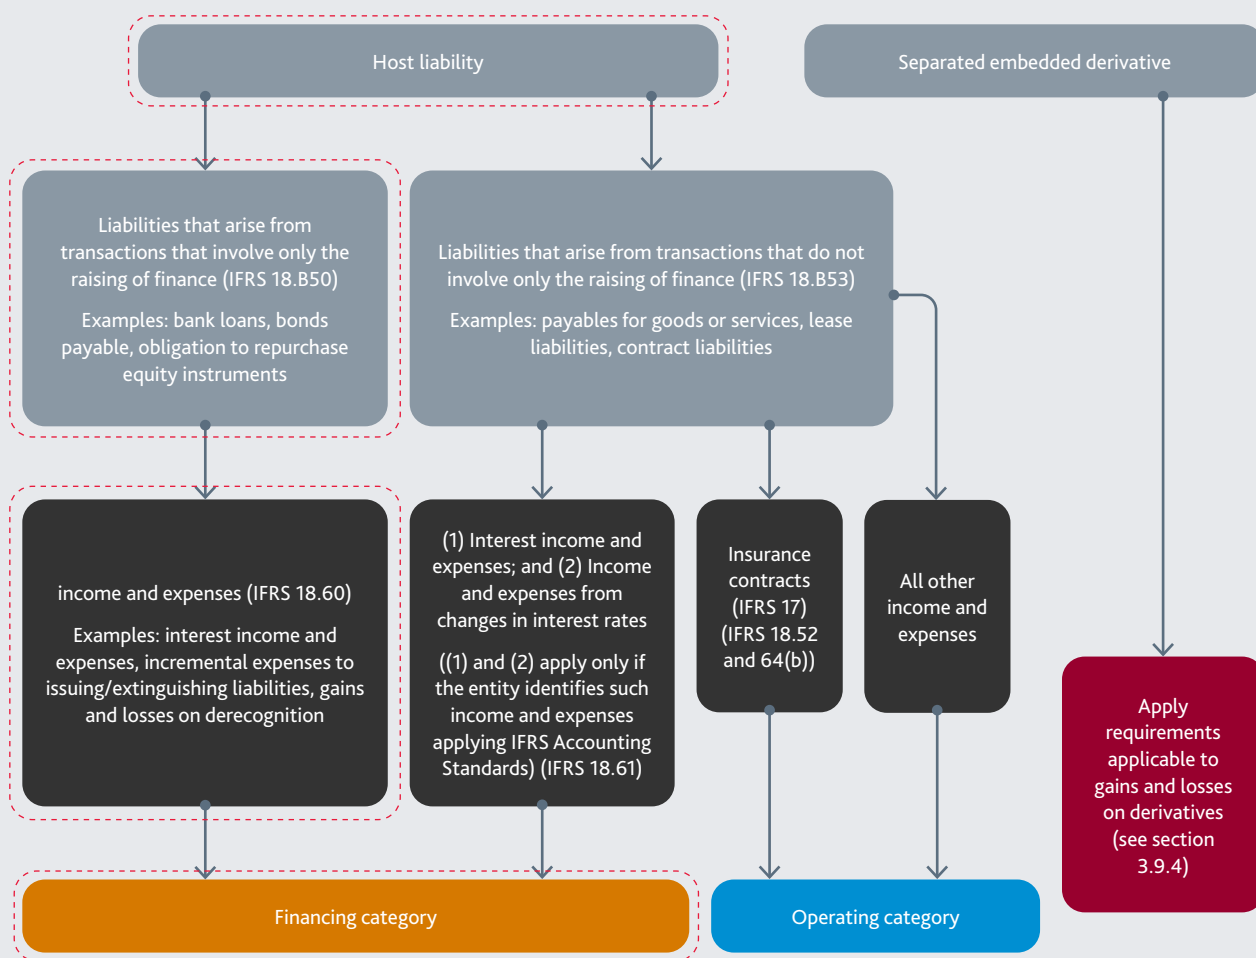 Host liability
Separated embedded derivative
Liabilities that arise from
transactions that involve only the
raising of finance (IFRS 18.B50)
Examples: bank loans, bonds
payable, obligation to repurchase
equity instruments
Liabilities that arise from transactions that do not
involve only the raising of finance (IFRS 18.B53)
Examples: payables for goods or services, lease
liabilities, contract liabilities
income and expenses (IFRS 18.60)
Examples: interest income and
expenses, incremental expenses to
issuing/extinguishing liabilities, gains
and losses on derecognition
(1) Interest income and
expenses; and (2) Income
and expenses from
changes in interest rates
((1) and (2) apply only if
the entity identifies such
income and expenses
applying IFRS Accounting
Standards) (IFRS 18.61)
Insurance
contracts
(IFRS 17)
(IFRS 18.52
and 64(b))
All other
income and
expenses
Apply
requirements
applicable to
gains and losses
on derivatives
(see section
3.9.4)
Financing category
Operating category